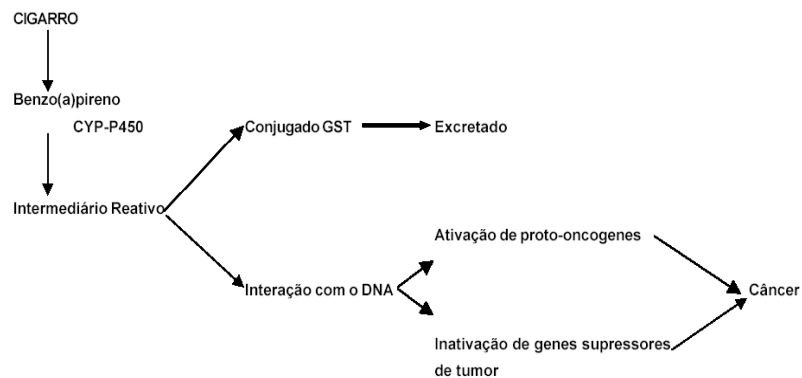 CIGARRO
Benzo(a)pireno
CYP-P450
Conjugado GST
Excretado
Intermediário Reativo
Ativação de proto-oncogenes
Interação com o DNA
Câncer
Inativação de genes supressores
de tumor